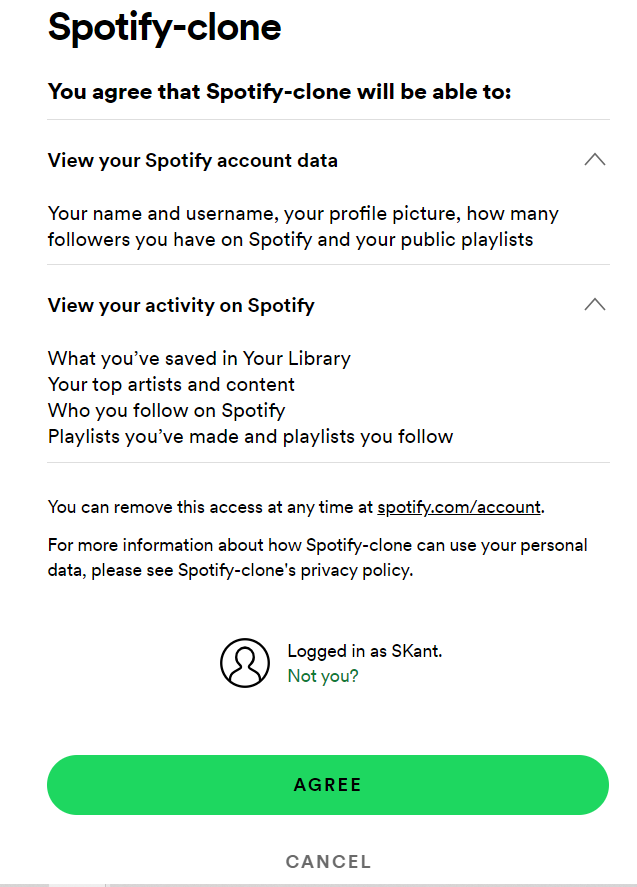 Spotify-clone
You agree that Spotify-clone will be able to:
View your Spotify account data
Your name and username, your profile picture, how many
followers you have on Spotify and your public playlists
View your activity on Spotify
What you’ve saved in Your Library
Your top artists and content
Who you follow on Spotify
Playlists you’ve made and playlists you follow
You can remove this access at any time at spotify.com/account.
For more information about how Spotify-clone can use your personal
data, please see Spotify-clone's privacy policy.
Logged in as SKant.
Not you?
AGREE
CANCEL